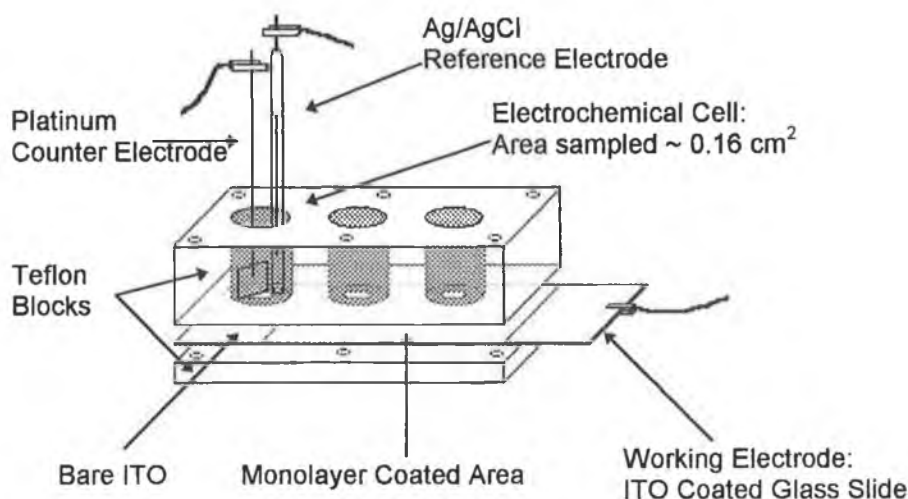 Ag/AgCl
Reference Electrode
Platinum
Counter Electrode
Electrochemical Cell:
Area sampled ~ 0.16 cm²
Teflon
Blocks
Bare ITO
Monolayer Coated Area
Working Electrode:
ITO Coated Glass Slide